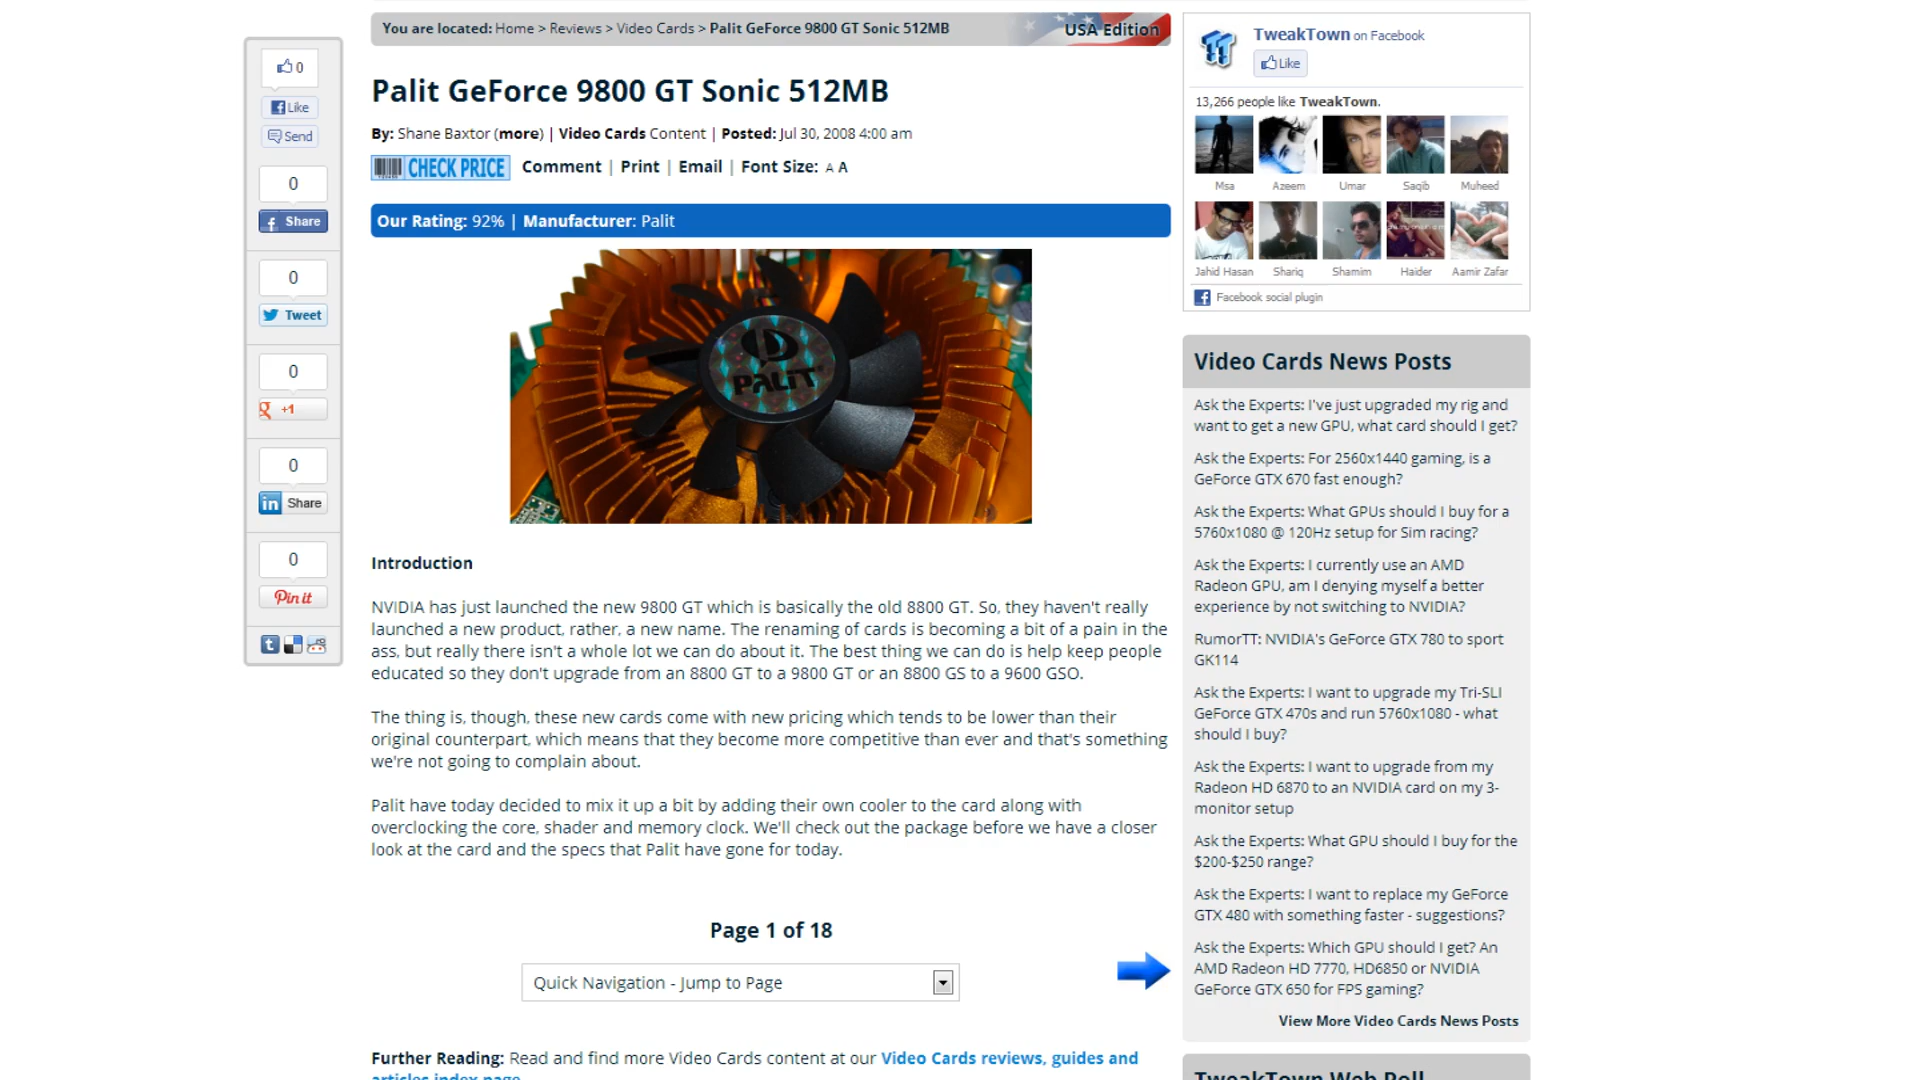 You are located: Home > Reviews > Video Cards > Palit GeForce 9800 GT Sonic 512MB
USA Edition
0
Like
Send
0
Share
0
Tweet
0
+1
0
in Share
0
Pin it
Palit GeForce 9800 GT Sonic 512MB
By: Shane Baxtor (more) | Video Cards Content | Posted: Jul 30, 2008 4:00 am
CHECK PRICE Comment | Print | Email | Font Size: A A
Our Rating: 92% | Manufacturer: Palit
PALIT
Introduction
NVIDIA has just launched the new 9800 GT which is basically the old 8800 GT. So, they haven't really
launched a new product, rather, a new name. The renaming of cards is becoming a bit of a pain in the
ass, but really there isn't a whole lot we can do about it. The best thing we can do is help keep people
educated so they don't upgrade from an 8800 GT to a 9800 GT or an 8800 GS to a 9600 GSO.
The thing is, though, these new cards come with new pricing which tends to be lower than their
original counterpart, which means that they become more competitive than ever and that's something
we're not going to complain about.
Palit have today decided to mix it up a bit by adding their own cooler to the card along with
overclocking the core, shader and memory clock. We'll check out the package before we have a closer
look at the card and the specs that Palit have gone for today.
Page 1 of 18
Quick Navigation - Jump to Page
Further Reading: Read and find more Video Cards content at our Video Cards reviews, guides and
articles index page
TweakTown on Facebook
Like
13,266 people like TweakTown.
Msa Azeem Umar Saqib Muheed
Jahid Hasan Shariq Shamim Haider Aamir Zafar
Facebook social plugin
Video Cards News Posts
Ask the Experts: I've just upgraded my rig and
want to get a new GPU, what card should I get?
Ask the Experts: For 2560x1440 gaming, is a
GeForce GTX 670 fast enough?
Ask the Experts: What GPUs should I buy for a
5760x1080 @ 120Hz setup for Sim racing?
Ask the Experts: I currently use an AMD
Radeon GPU, am I denying myself a better
experience by not switching to NVIDIA?
RumorTT: NVIDIA's GeForce GTX 780 to sport
GK114
Ask the Experts: I want to upgrade my Tri-SLI
GeForce GTX 470s and run 5760x1080 - what
should I buy?
Ask the Experts: I want to upgrade from my
Radeon HD 6870 to an NVIDIA card on my 3-
monitor setup
Ask the Experts: What GPU should I buy for the
$200-$250 range?
Ask the Experts: I want to replace my GeForce
GTX 480 with something faster - suggestions?
Ask the Experts: Which GPU should I get? An
AMD Radeon HD 7770, HD6850 or NVIDIA
GeForce GTX 650 for FPS gaming?
View More Video Cards News Posts
TweakTown Web Poll